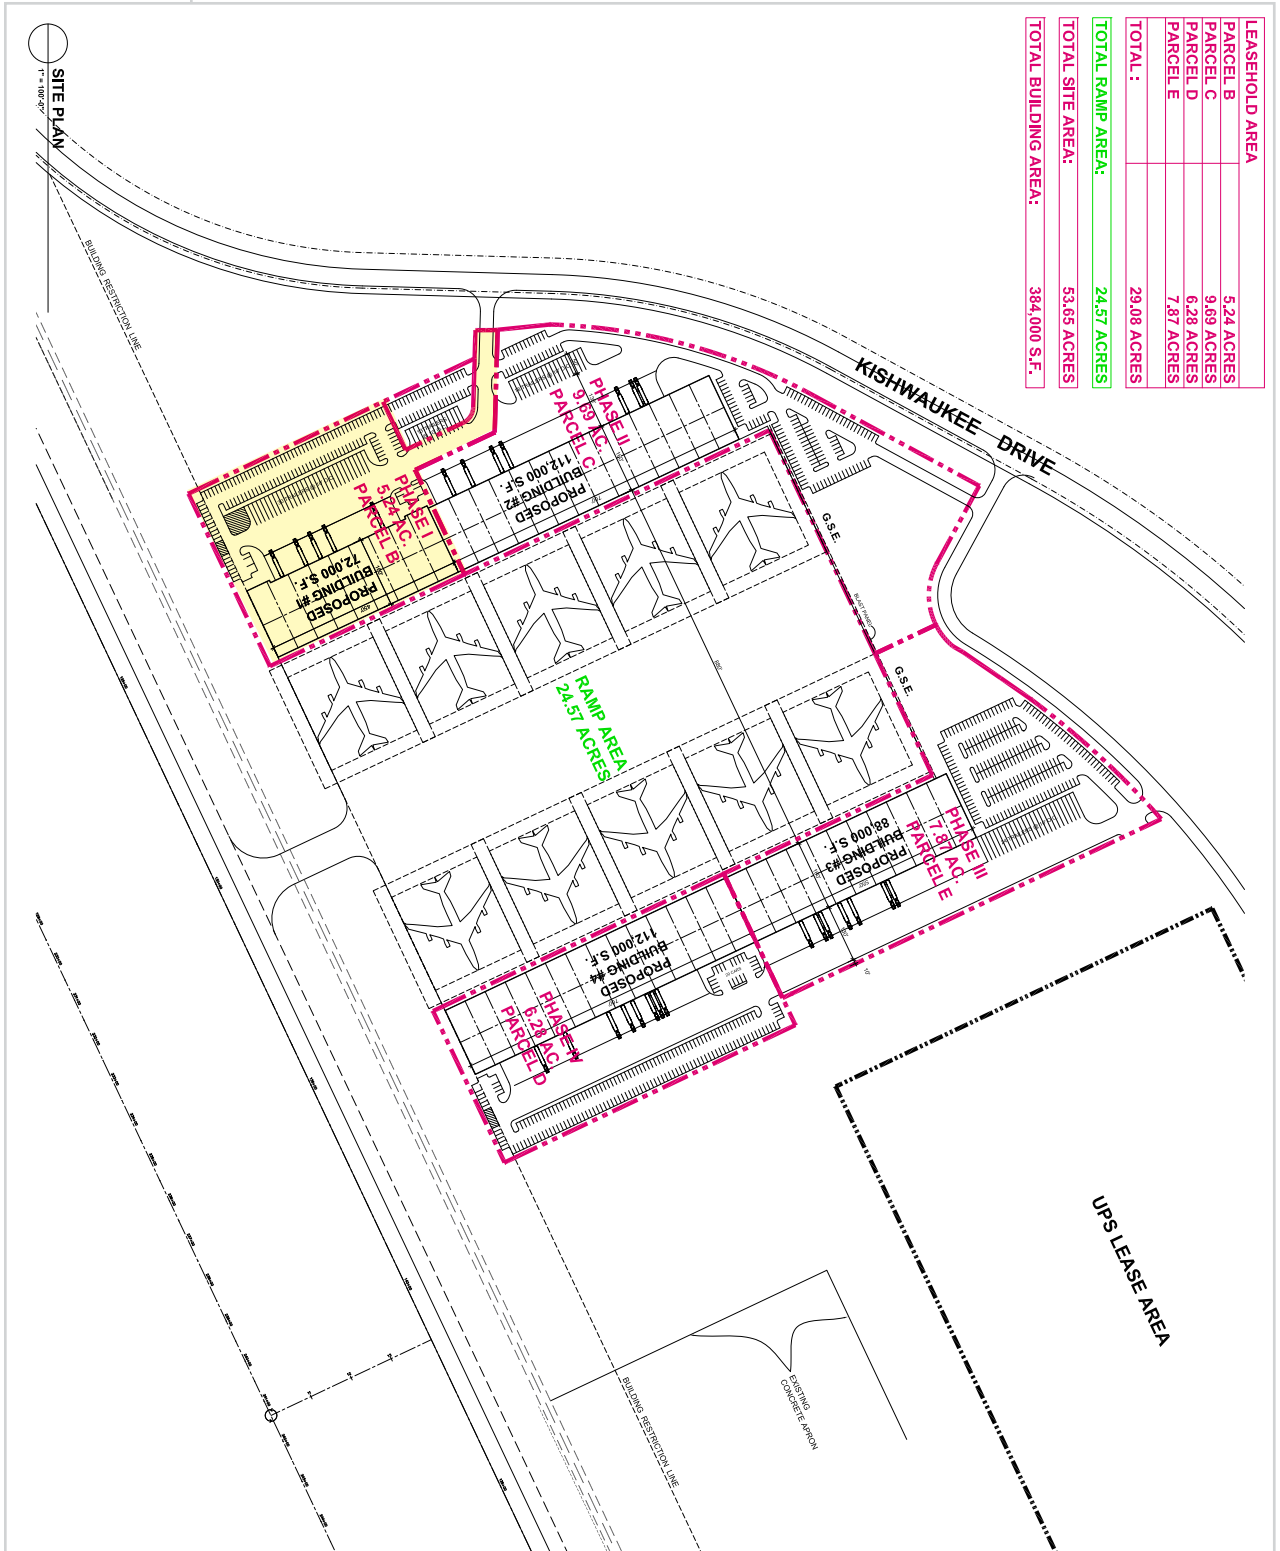 LEASEHOLD AREA
PARCEL B 5.24 ACRES
PARCEL C 9.69 ACRES
PARCEL D 6.28 ACRES
PARCEL E 7.87 ACRES
TOTAL : 29.08 ACRES
TOTAL RAMP AREA: 24.57 ACRES
TOTAL SITE AREA: 53.65 ACRES
TOTAL BUILDING AREA: 384,000 S.F.
SITE PLAN
1" = 100'-0"
KISHWAUKEE DRIVE
BUILDING RESTRICTION LINE
PHASE II
9.69 AC.
PARCEL C
PROPOSED
BUILDING #2
112,000 S.F.
PHASE I
5.24 AC.
PARCEL B
PROPOSED
BUILDING #1
72,000 S.F.
G.S.E.
BLAST PANEL
G.S.E.
RAMP AREA
24.57 ACRES
PHASE III
7.87 AC.
PARCEL E
PROPOSED
BUILDING #3
88,000 S.F.
PROPOSED
BUILDING #4
112,000 S.F.
PHASE IV
6.28 AC.
PARCEL D
UPS LEASE AREA
EXISTING
CONCRETE APRON
BUILDING RESTRICTION LINE